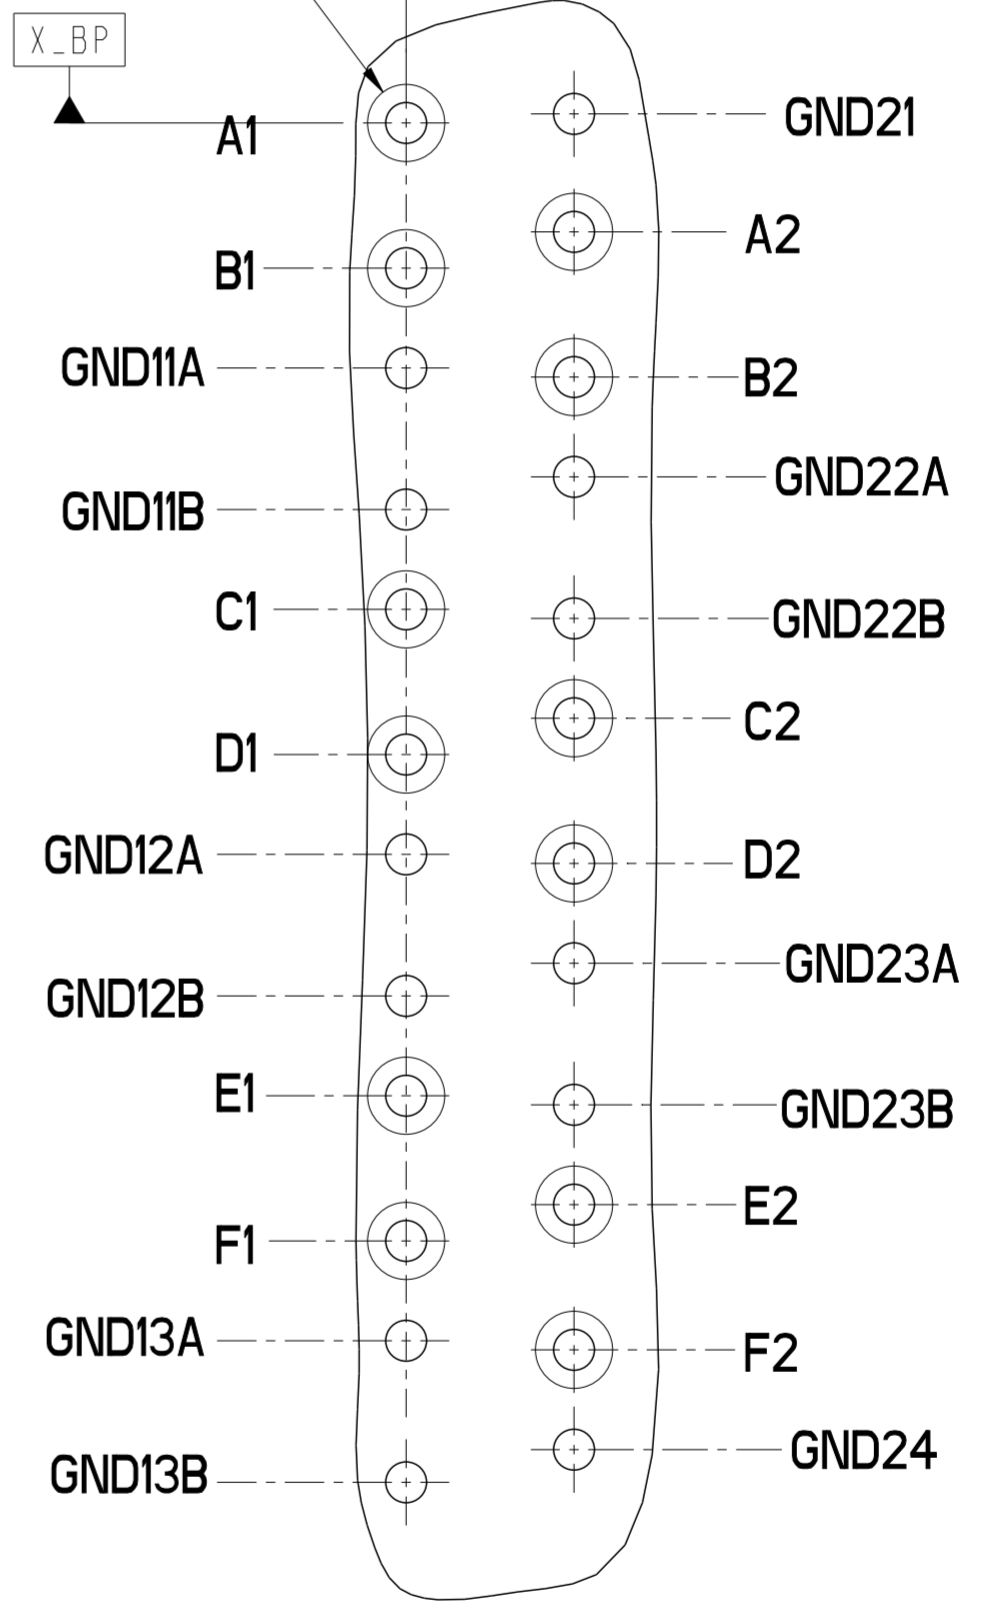 X_BP
A1
GND21
A2
B1
GND11A
B2
GND22A
GND11B
C1
GND22B
C2
D1
GND12A
D2
GND23A
GND12B
E1
GND23B
E2
F1
GND13A
F2
GND24
GND13B